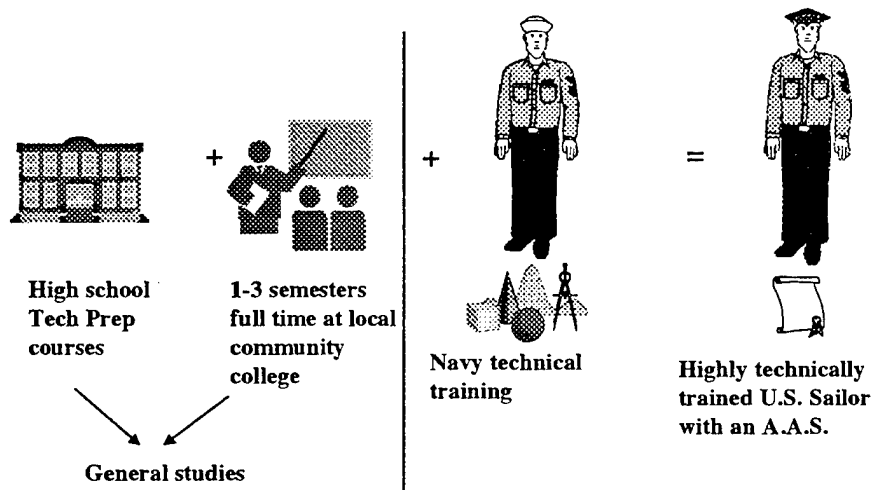 +
+
=
High school
Tech Prep
courses
1-3 semesters
full time at local
community
college
Navy technical
training
Highly technically
trained U.S. Sailor
with an A.A.S.
General studies